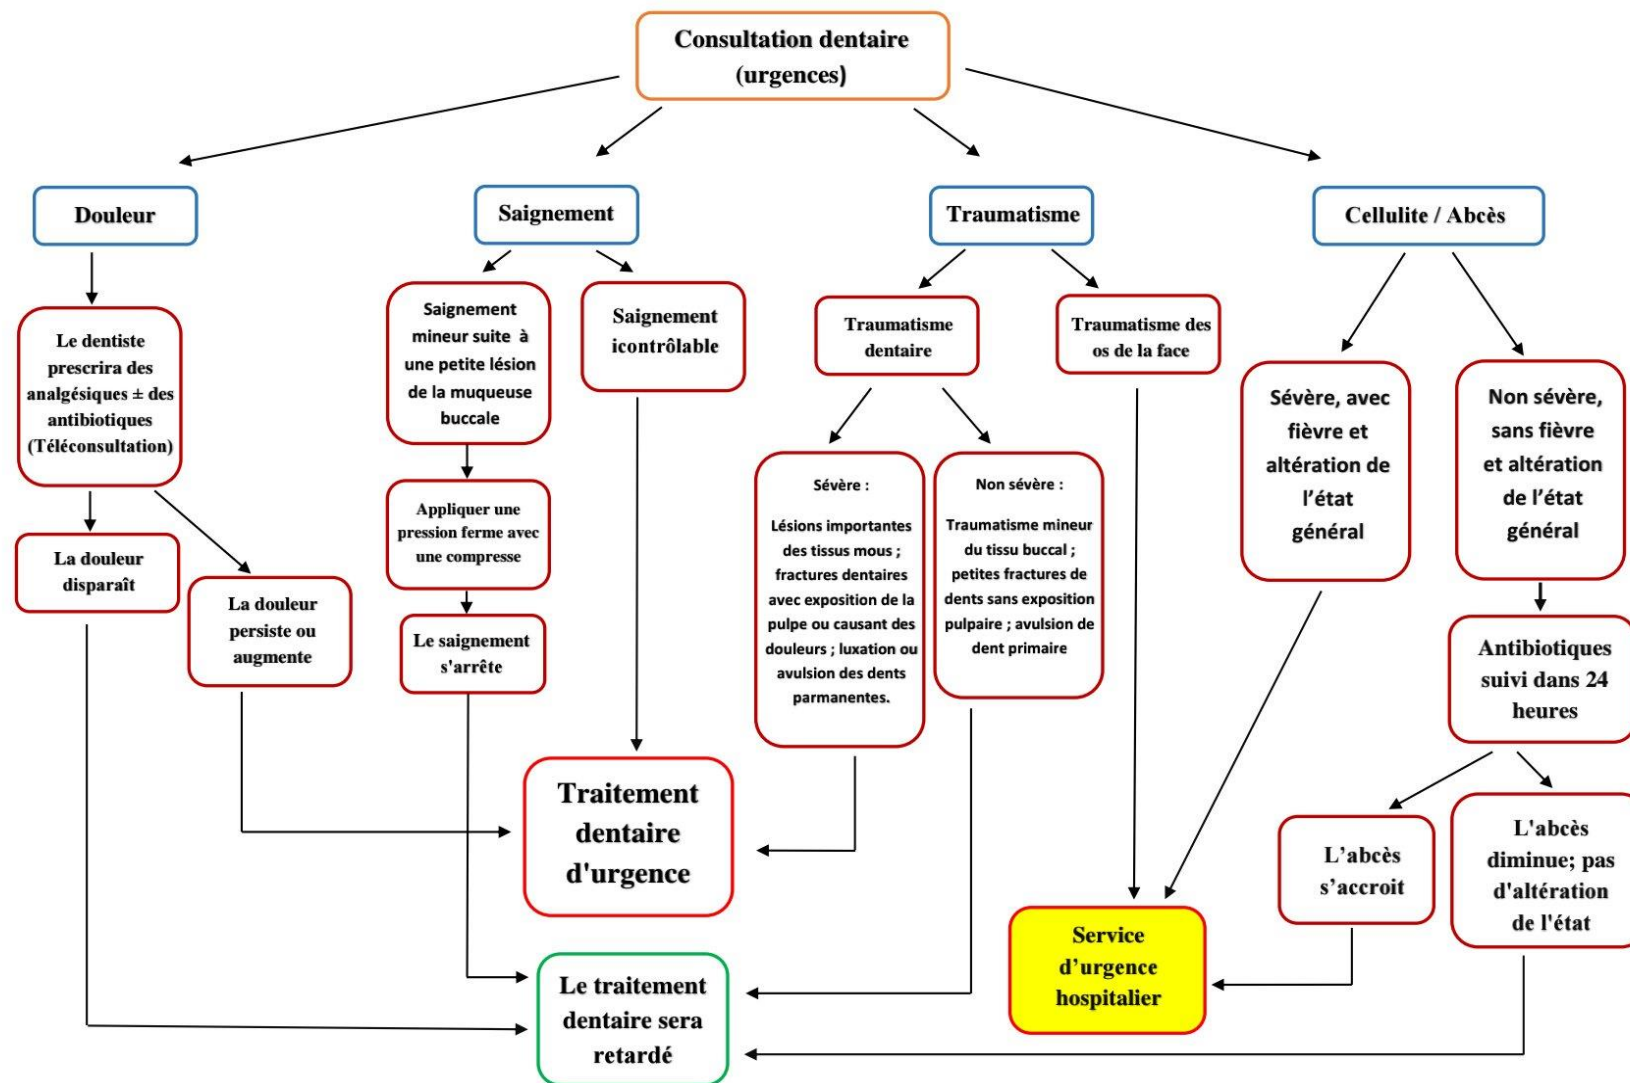 Consultation dentaire
(urgences)
Douleur
Saignement
Traumatisme
Cellulite / Abcès
Le dentiste
prescrira des
analgésiques ± des
antibiotiques
(Téléconsultation)
Saignement
mineur suite à
une petite lésion
de la muqueuse
buccale
Saignement
icontrôlable
Traumatisme
dentaire
Traumatisme des
os de la face
Sévère, avec
fièvre et
altération de
l’état
général
Non sévère,
sans fièvre
et altération
de l’état
général
La douleur
disparaît
La douleur
persiste ou
augmente
Appliquer une
pression ferme avec
une compresse
Le saignement
s'arrête
Sévère :
Lésions importantes
des tissus mous ;
fractures dentaires
avec exposition de la
pulpe ou causant des
douleurs ; luxation ou
avulsion des dents
parmanentes.
Non sévère :
Traumatisme mineur
du tissu buccal ;
petites fractures de
dents sans exposition
pulpaire ; avulsion de
dent primaire
Antibiotiques
suivi dans 24
heures
Traitement
dentaire
d'urgence
L’abcès
s’accroit
L'abcès
diminue; pas
d'altération
de l'état
Service
d’urgence
hospitalier
Le traitement
dentaire sera
retardé